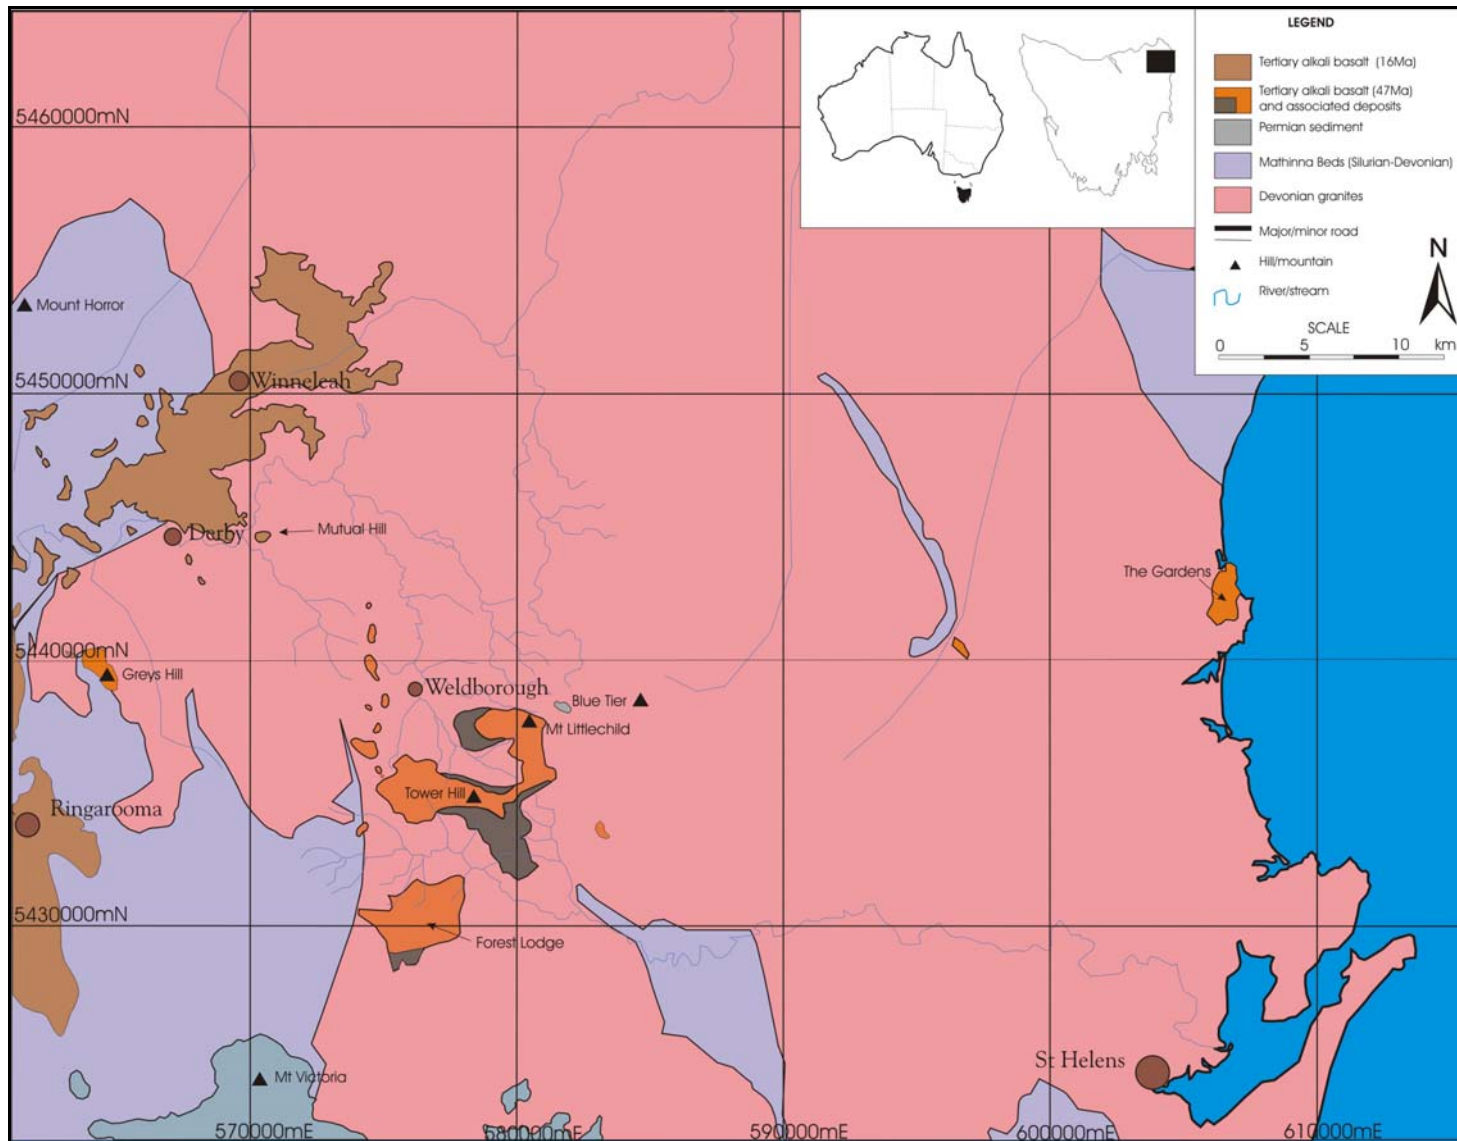 LEGEND
Tertiary alkali basalt (16Ma)
Tertiary alkali basalt (47Ma)
and associated deposits
Permian sediment
Mathinna Beds (Silurian-Devonian)
Devonian granites
Major/minor road
Hill/mountain
River/stream
N
SCALE
0 5 10 km
5460000mN
Mount Horror
5450000mN
Winneleah
Derby
Mutual Hill
The Gardens
5440000mN
Greys Hill
Weldborough
Blue Tier
Mt Littlechild
Tower Hill
Ringarooma
5430000mN
Forest Lodge
St Helens
Mt Victoria
570000mE
580000mE
590000mE
600000mE
610000mE